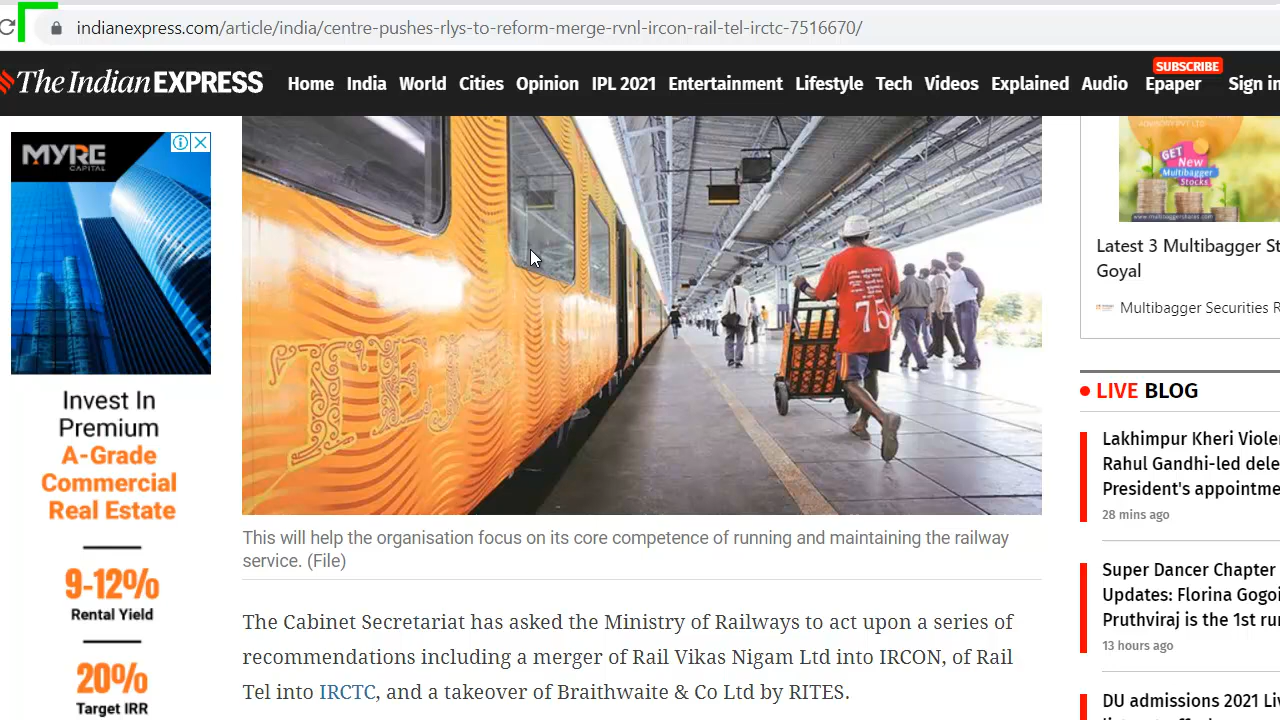 indianexpress.com/article/india/centre-pushes-rlys-to-reform-merge-rvnl-ircon-rail-tel-irctc-7516670/
The Indian EXPRESS
Home India World Cities Opinion IPL 2021 Entertainment Lifestyle Tech Videos Explained Audio Epaper Sign in
SUBSCRIBE
MYRE
CAPITAL
Invest In
Premium
A-Grade
Commercial
Real Estate
9-12%
Rental Yield
20%
Target IRR
TEJ
75
This will help the organisation focus on its core competence of running and maintaining the railway
service. (File)
The Cabinet Secretariat has asked the Ministry of Railways to act upon a series of
recommendations including a merger of Rail Vikas Nigam Ltd into IRCON, of Rail
Tel into IRCTC, and a takeover of Braithwaite & Co Ltd by RITES.
GET
New
Multibagger
Stocks
www.multibaggershares.com
Latest 3 Multibagger St
Goyal
Multibagger Securities R
LIVE BLOG
Lakhimpur Kheri Viole
Rahul Gandhi-led dele
President's appointme
28 mins ago
Super Dancer Chapter
Updates: Florina Gogoi
Pruthviraj is the 1st ru
13 hours ago
DU admissions 2021 Li